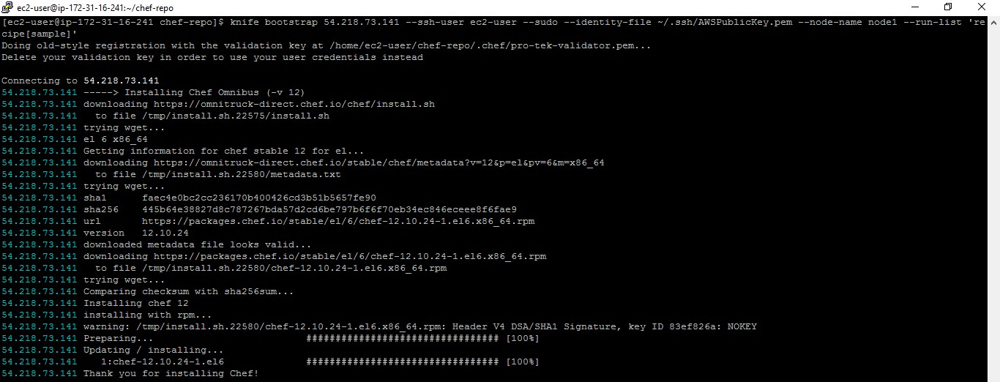 ec2-user@ip-172-31-16-241:~/chef-repo
[ec2-user@ip-172-31-16-241 chef-repo]$ knife bootstrap 54.218.73.141 --ssh-user ec2-user --sudo --identity-file ~/.ssh/AWSPublicKey.pem --node-name node1 --run-list 're
cipe[sample]'
Doing old-style registration with the validation key at /home/ec2-user/chef-repo/.chef/pro-tek-validator.pem...
Delete your validation key in order to use your user credentials instead
Connecting to 54.218.73.141
54.218.73.141 -----> Installing Chef Omnibus (-v 12)
54.218.73.141 downloading https://omnitruck-direct.chef.io/chef/install.sh
54.218.73.141   to file /tmp/install.sh.22575/install.sh
54.218.73.141 trying wget...
54.218.73.141 el 6 x86_64
54.218.73.141 Getting information for chef stable 12 for el...
54.218.73.141 downloading https://omnitruck-direct.chef.io/stable/chef/metadata?v=12&p=el&pv=6&m=x86_64
54.218.73.141   to file /tmp/install.sh.22580/metadata.txt
54.218.73.141 trying wget...
54.218.73.141 sha1      faec4e0bc2cc236170b400426cd3b51b5657fe90
54.218.73.141 sha256    445b64e38827d8c787267bda57d2cd6be797b6f6f70eb34ec846eceee8f6fae9
54.218.73.141 url       https://packages.chef.io/stable/el/6/chef-12.10.24-1.el6.x86_64.rpm
54.218.73.141 version   12.10.24
54.218.73.141 downloaded metadata file looks valid...
54.218.73.141 downloading https://packages.chef.io/stable/el/6/chef-12.10.24-1.el6.x86_64.rpm
54.218.73.141   to file /tmp/install.sh.22580/chef-12.10.24-1.el6.x86_64.rpm
54.218.73.141 trying wget...
54.218.73.141 Comparing checksum with sha256sum...
54.218.73.141 Installing chef 12
54.218.73.141 installing with rpm...
54.218.73.141 warning: /tmp/install.sh.22580/chef-12.10.24-1.el6.x86_64.rpm: Header V4 DSA/SHA1 Signature, key ID 83ef826a: NOKEY
54.218.73.141 Preparing...                          ################################# [100%]
54.218.73.141 Updating / installing...
54.218.73.141    1:chef-12.10.24-1.el6              ################################# [100%]
54.218.73.141 Thank you for installing Chef!